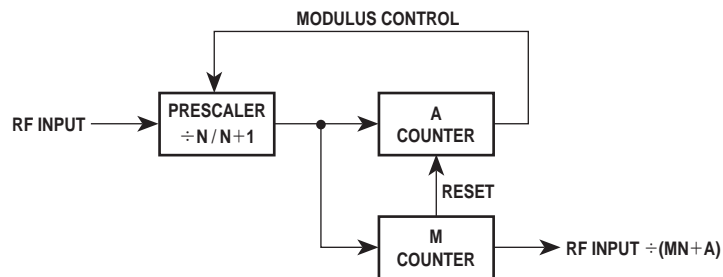 MODULUS CONTROL
RF INPUT
PRESCALER
÷N/N+1
A
COUNTER
RESET
M
COUNTER
RF INPUT ÷(MN+A)